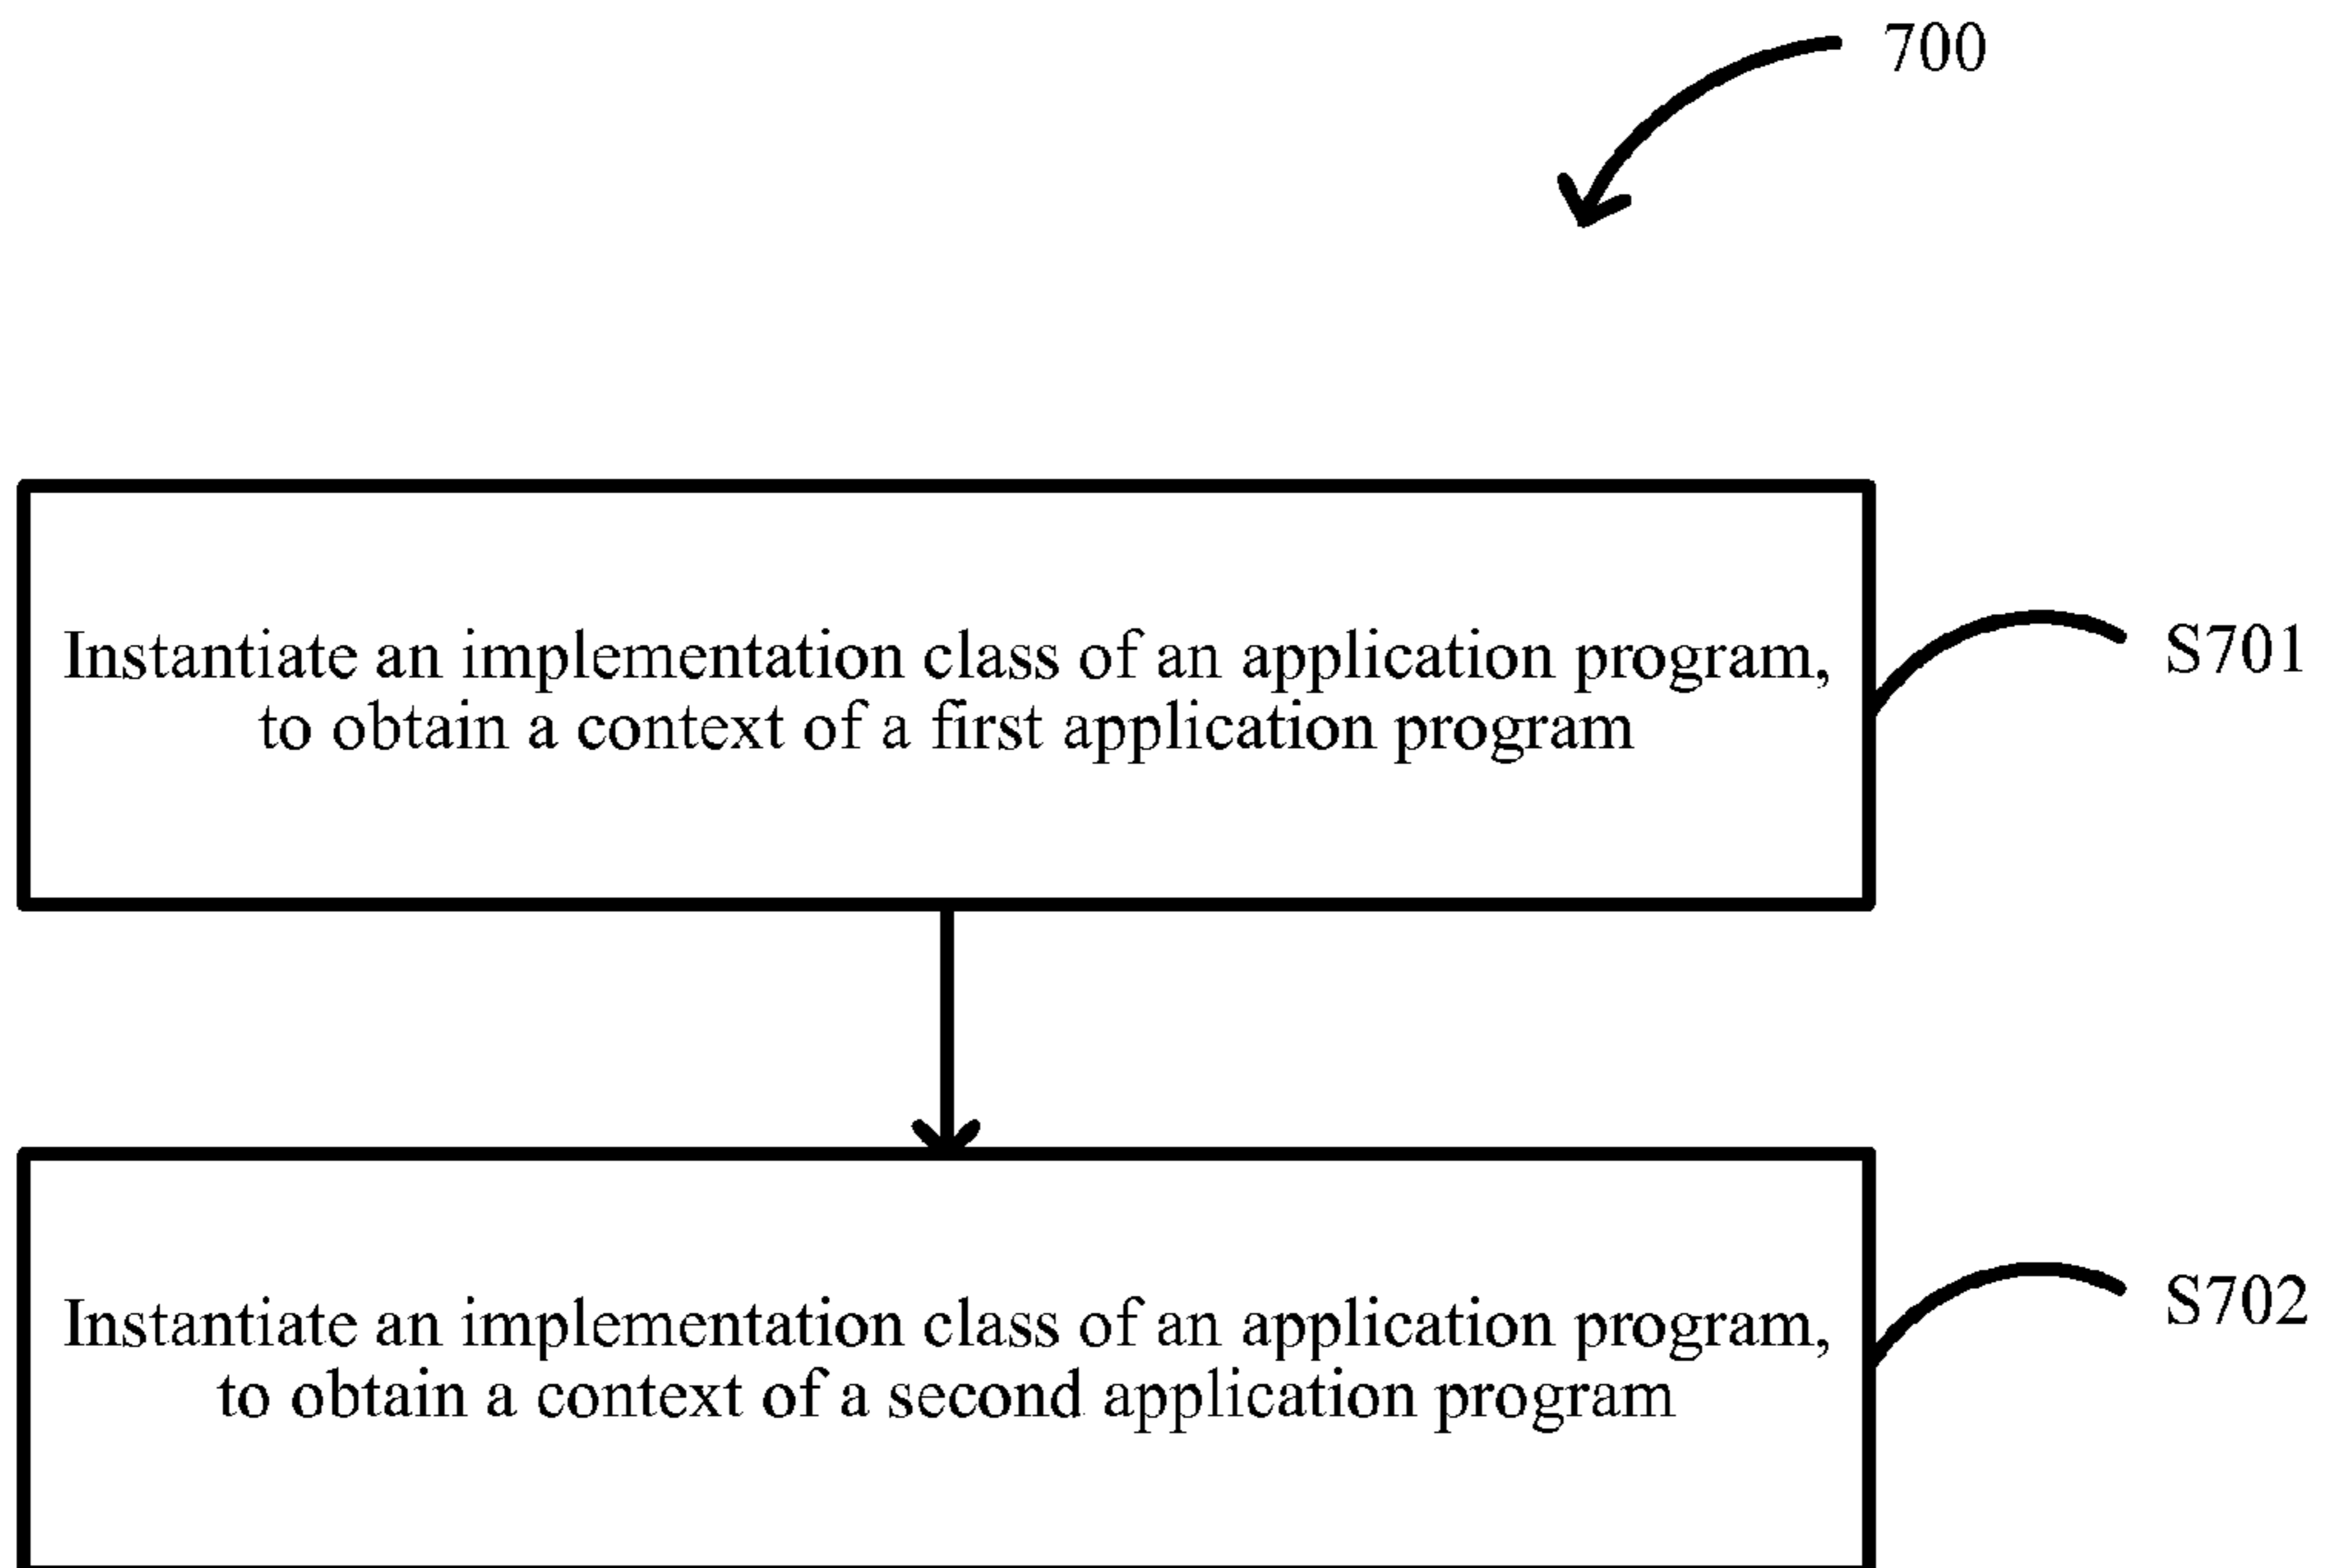 700
Instantiate an implementation class of an application program,
to obtain a context of a first application program
S701
Instantiate an implementation class of an application program,
to obtain a context of a second application program
S702